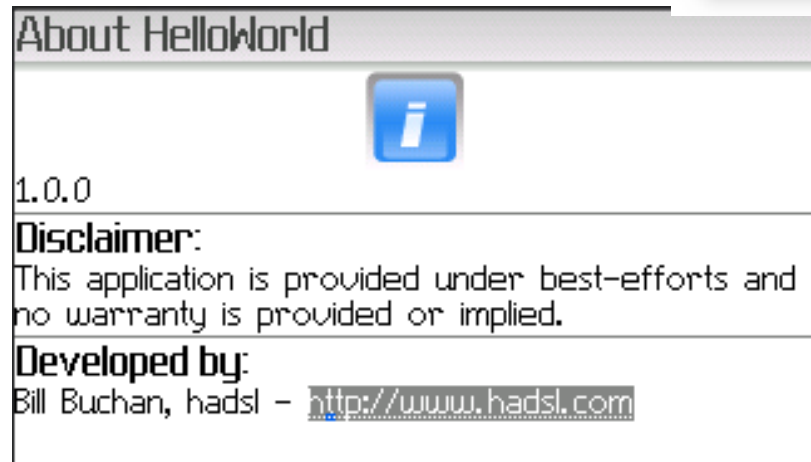 About HelloWorld
i
1.0.0
Disclaimer:
This application is provided under best-efforts and
no warranty is provided or implied.
Developed by:
Bill Buchan, hadsl - http://www.hadsl.com